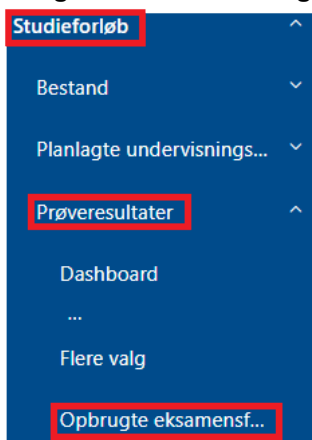 Studieforløb
Bestand
Planlagte undervisnings...
Prøveresultater
Dashboard
...
Flere valg
Opbrugte eksamensf...